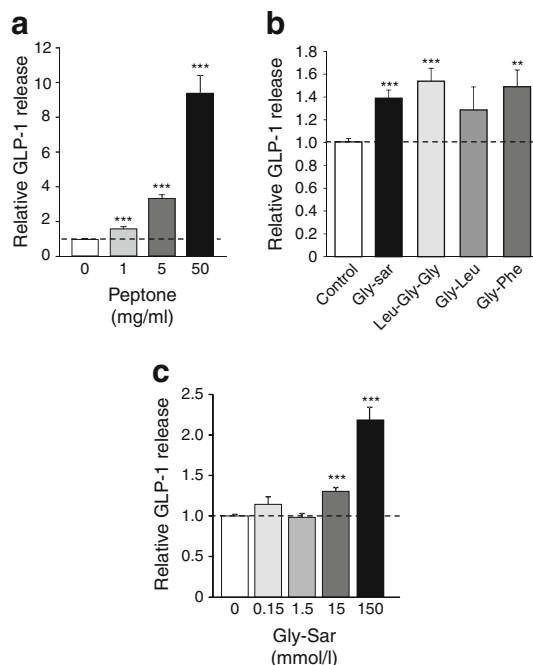 a
Relative GLP-1 release
12
10
8
6
4
2
0
***
***
***
0 1 5 50
Peptone
(mg/ml)
b
Relative GLP-1 release
1.8
1.6
1.4
1.2
1.0
0.8
0.6
0.4
0.2
0
***
***
**
Control
Gly-sar
Leu-Gly-Gly
Gly-Leu
Gly-Phe
c
Relative GLP-1 release
2.5
2.0
1.5
1.0
0.5
0.0
***
***
0 0.15 1.5 15 150
Gly-Sar
(mmol/l)